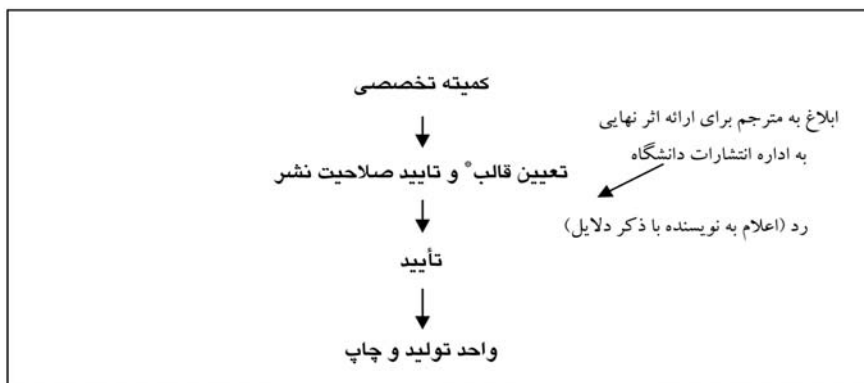 کمیته تخصصی
ابلاغ به مترجم برای ارائه اثر نهایی
به اداره انتشارات دانشگاه
تعیین قالب* و تایید صلاحیت نشر
رد (اعلام به نویسنده با ذکر دلایل)
تأیید
واحد تولید و چاپ